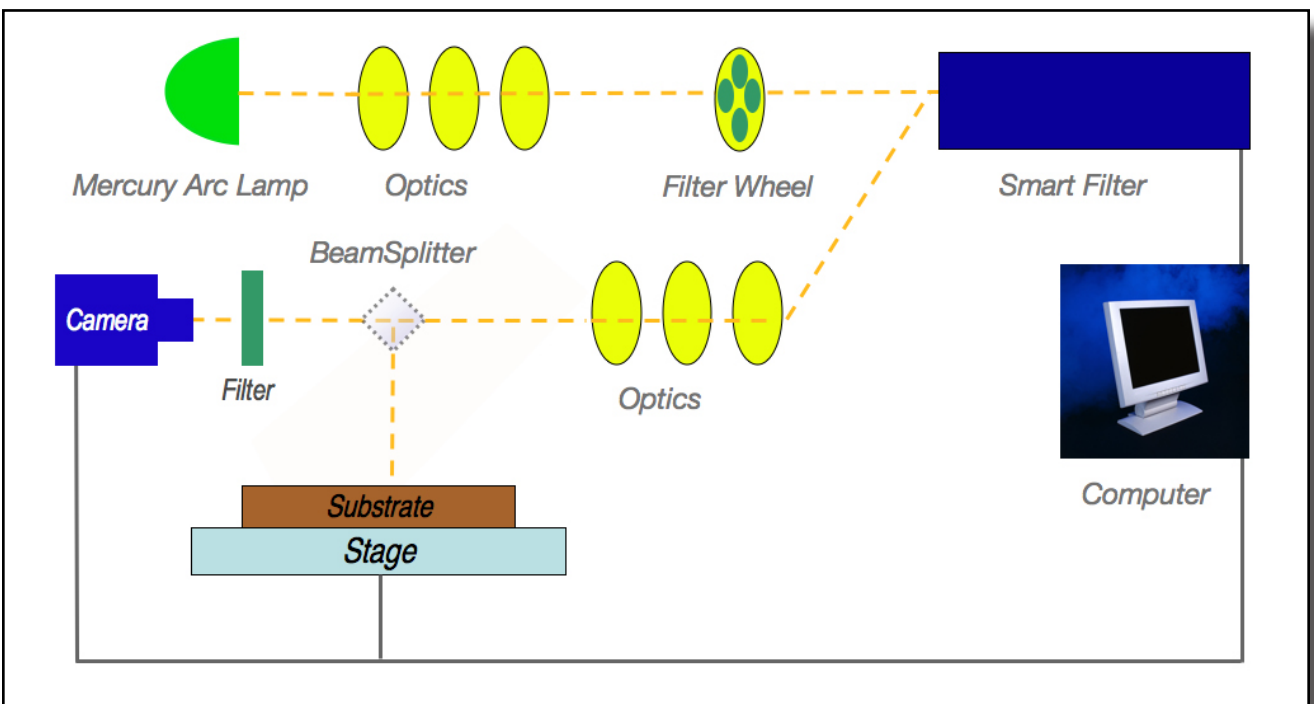 Mercury Arc Lamp
Optics
Filter Wheel
Smart Filter
BeamSplitter
Camera
Filter
Optics
Computer
Substrate
Stage